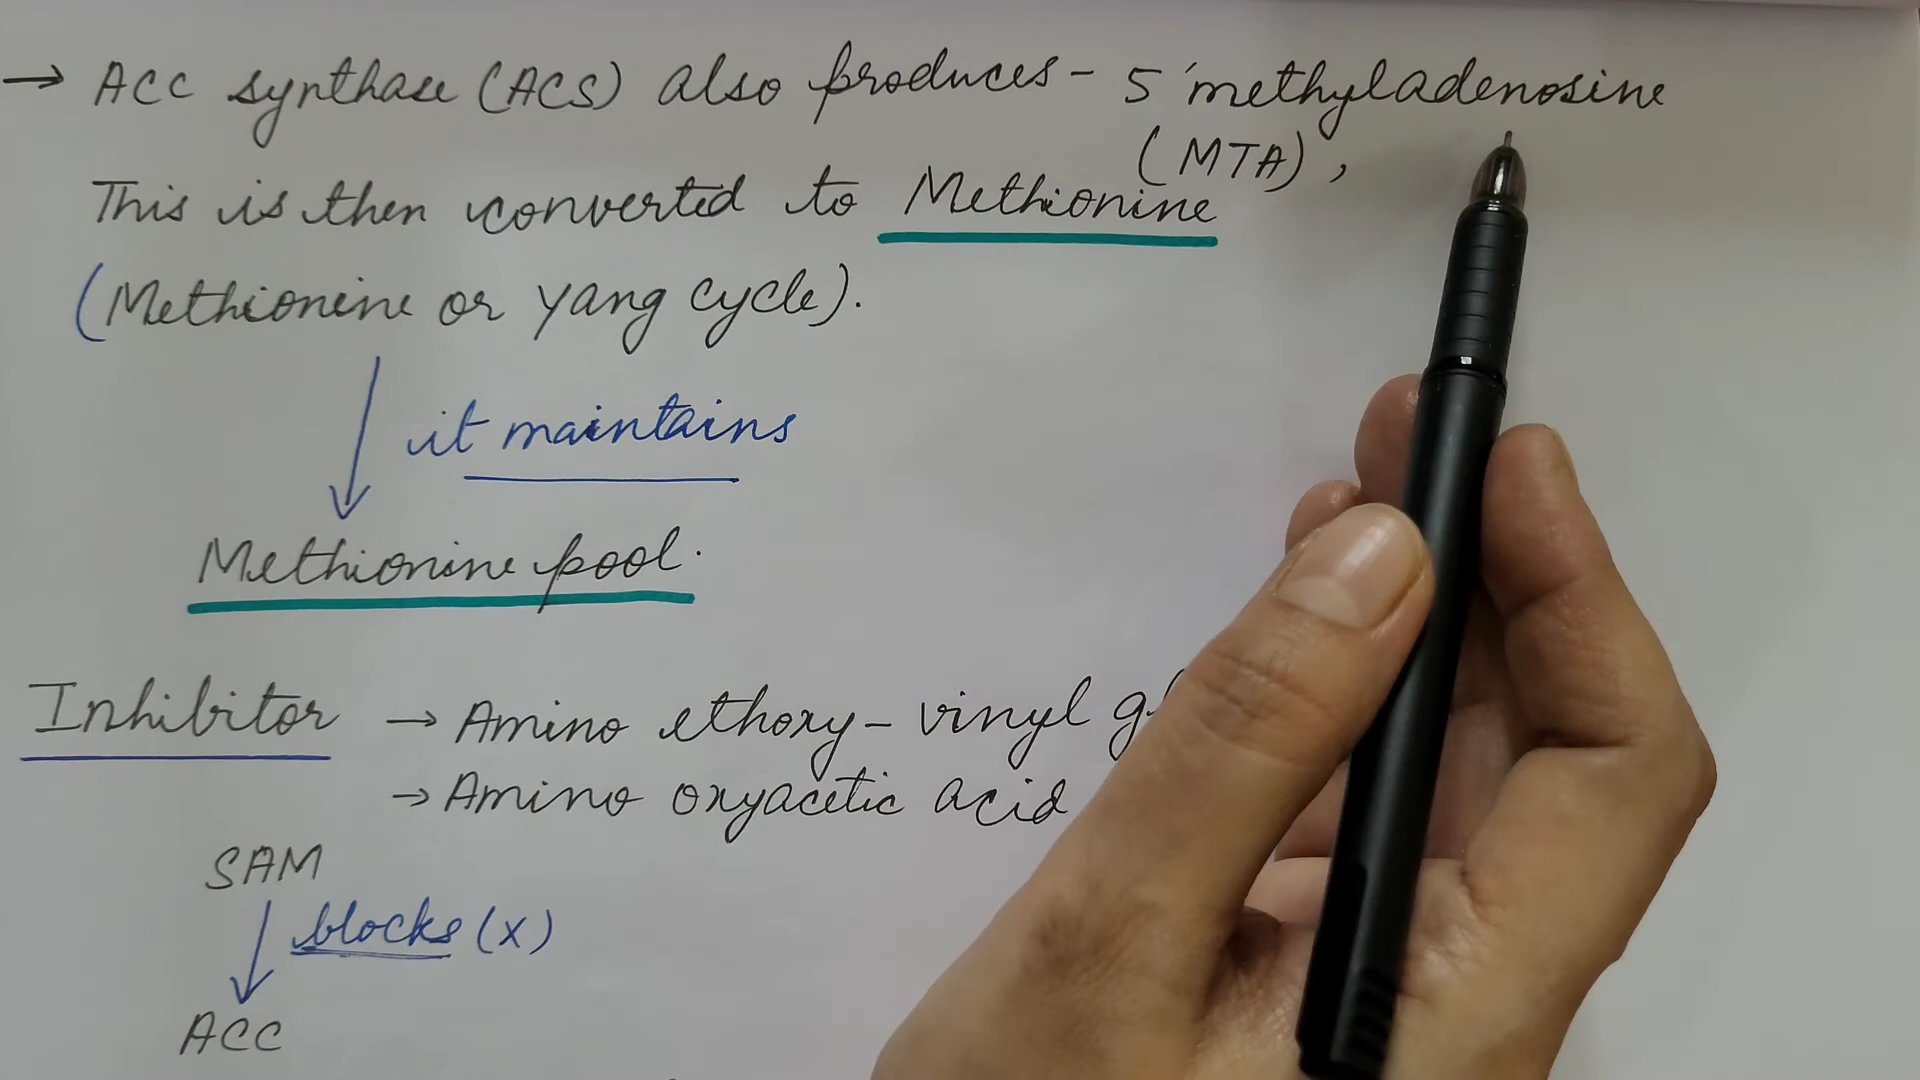 → ACC synthase (ACS) also produces - 5'methyladenosine
(MTA),
This is then converted to Methionine
(Methionine or Yang cycle).
it maintains
Methionine pool.
Inhibitor → Amino ethoxy - vinyl gl
→ Amino oxyacetic acid
SAM
blocks (x)
ACC